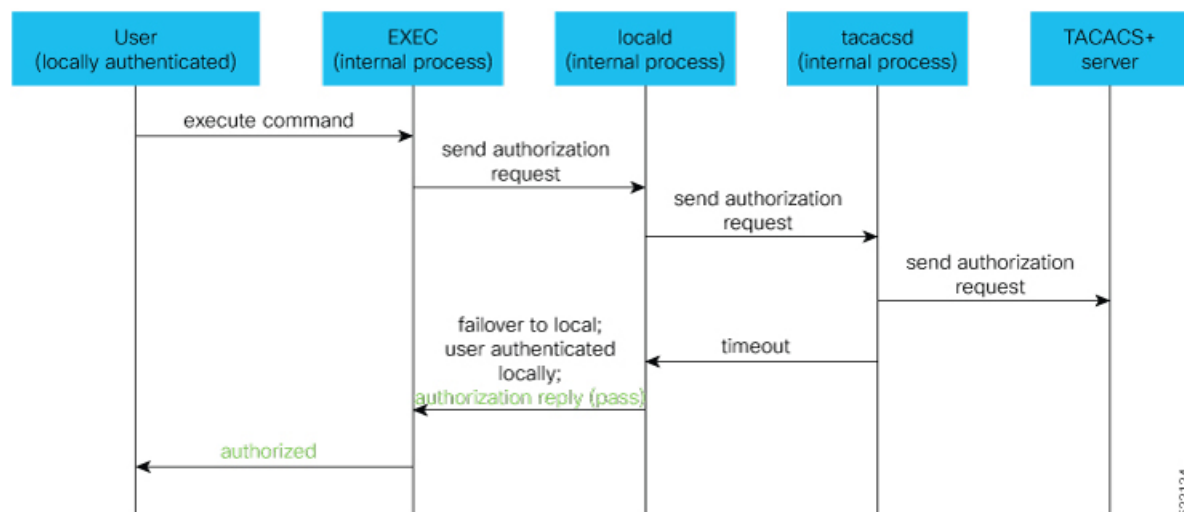 User
(locally authenticated)
EXEC
(internal process)
locald
(internal process)
tacacsd
(internal process)
TACACS+
server
execute command
send authorization
request
send authorization
request
send authorization
request
timeout
failover to local;
user authenticated
locally;
authorization reply (pass)
authorized